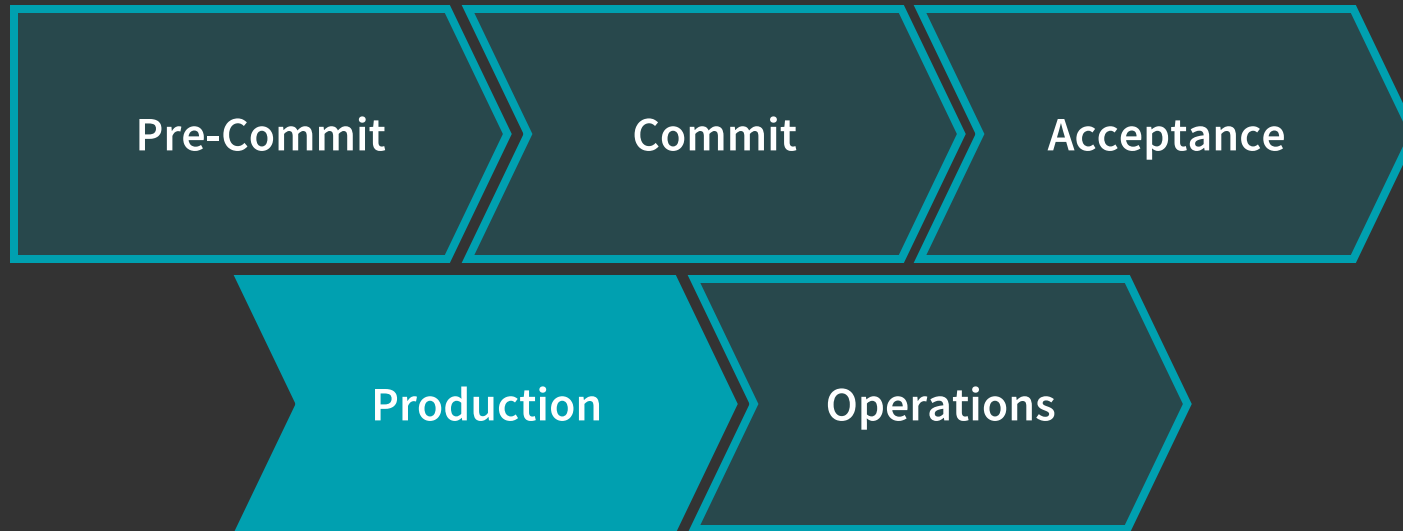 Pre-Commit
Commit
Acceptance
Production
Operations